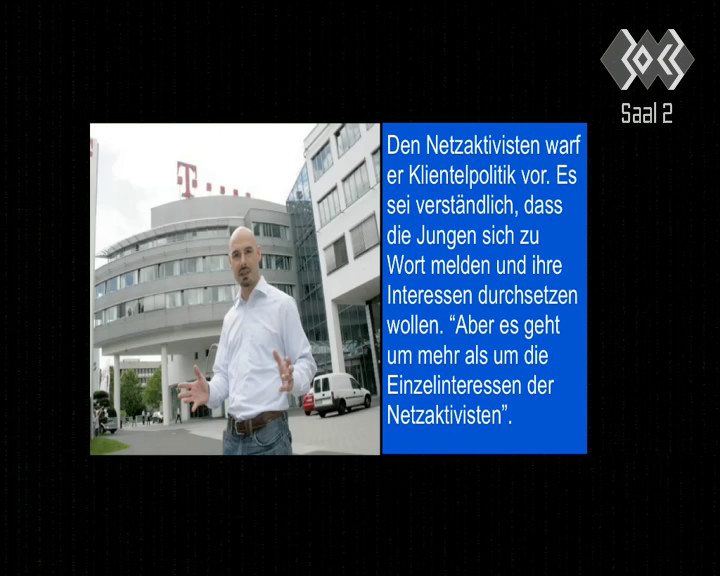 Saal 2
Den Netzaktivisten warf
er Klientelpolitik vor. Es
sei verständlich, dass
die Jungen sich zu
Wort melden und ihre
Interessen durchsetzen
wollen. “Aber es geht
um mehr als um die
Einzelinteressen der
Netzaktivisten”.
T